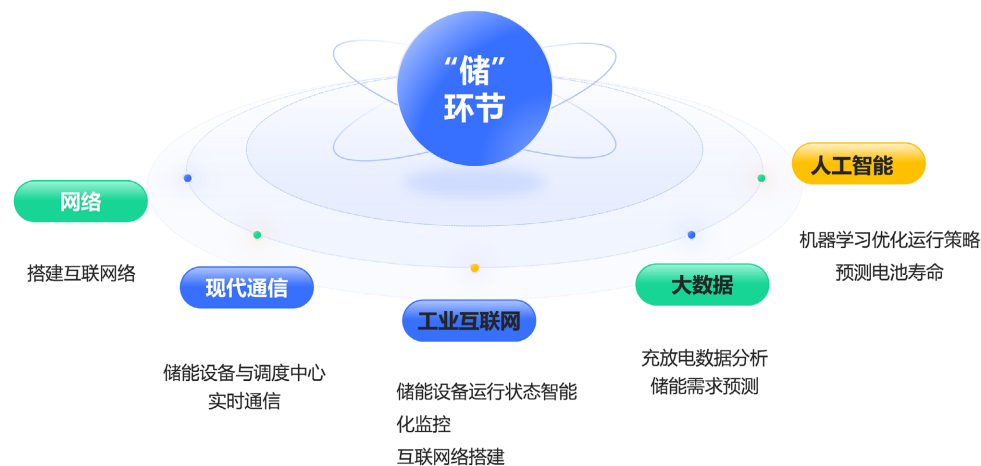 “储”
环节
网络
搭建互联网络
现代通信
储能设备与调度中心
实时通信
工业互联网
储能设备运行状态智能
化监控
互联网络搭建
大数据
充放电数据分析
储能需求预测
人工智能
机器学习优化运行策略
预测电池寿命